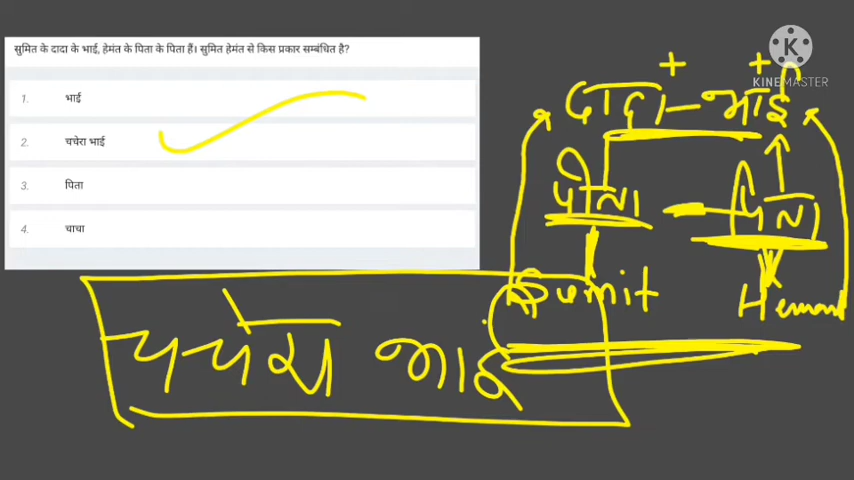 सुमित के दादा के भाई, हेमंत के पिता के पिता हैं। सुमित हेमंत से किस प्रकार सम्बंधित है?
1. भाई
2. चचेरा भाई
3. पिता
4. चाचा
K
KINEMASTER
+ +
दादा - भाई
पीता - पिता
Sumit Hemant
चचेरा भाई